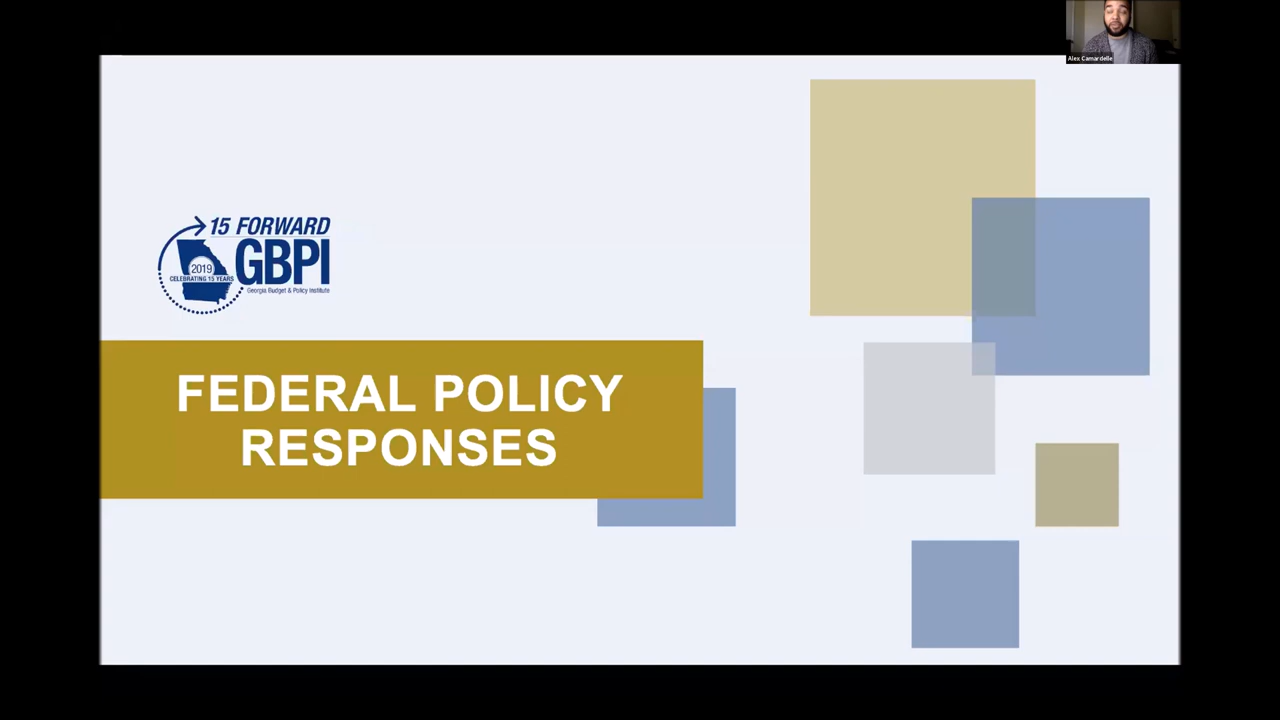 Alex Camardelle
15 FORWARD
GBPI
2019
CELEBRATING 15 YEARS
Georgia Budget & Policy Institute
FEDERAL POLICY
RESPONSES